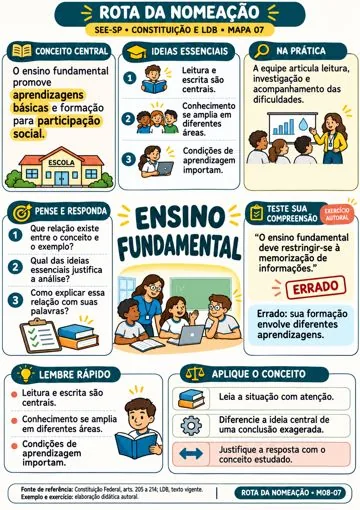 ROTA DA NOMEAÇÃO
SEE-SP • CONSTITUIÇÃO E LDB • MAPA 07
CONCEITO CENTRAL
O ensino fundamental
promove
aprendizagens
básicas e formação
para participação
social.
ESCOLA
IDEIAS ESSENCIAIS
1
Leitura e
escrita são
centrais.
2
Conhecimento
se amplia em
diferentes
áreas.
3
Condições de
aprendizagem
importam.
NA PRÁTICA
A equipe articula leitura,
investigação e
acompanhamento das
dificuldades.
PENSE E RESPONDA
1
Que relação existe
entre o conceito e
o exemplo?
2
Qual das ideias
essenciais justifica
a análise?
3
Como explicar essa
relação com suas
palavras?
ENSINO
FUNDAMENTAL
TESTE SUA
COMPREENSÃO
EXERCÍCIO
AUTORAL
“O ensino fundamental
deve restringir-se à
memorização de
informações.”
ERRADO
Errado: sua formação
envolve diferentes
aprendizagens.
LEMBRE RÁPIDO
Leitura e escrita são
centrais.
Conhecimento se amplia
em diferentes áreas.
Condições de
aprendizagem
importam.
APLIQUE O CONCEITO
Leia a situação com atenção.
Diferencie a ideia central de
uma conclusão exagerada.
Justifique a resposta com o
conceito estudado.
Fonte de referência: Constituição Federal, arts. 205 a 214; LDB, texto vigente.
Exemplo e exercício: elaboração didática autoral.
ROTA DA NOMEAÇÃO • M08-07